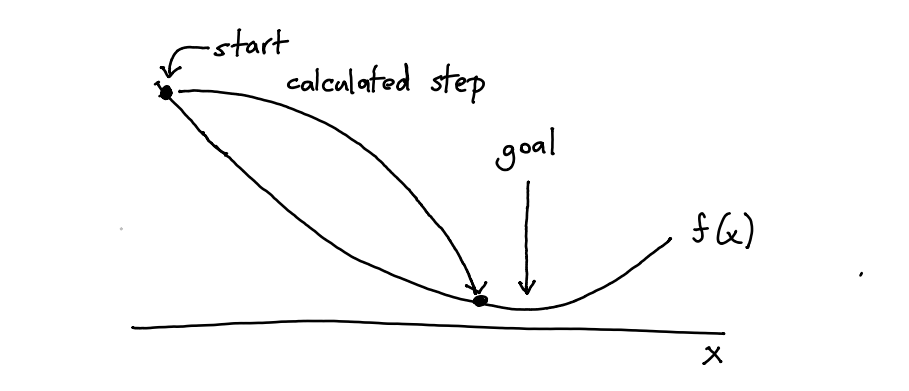 start
calculated step
goal
f(x)
x